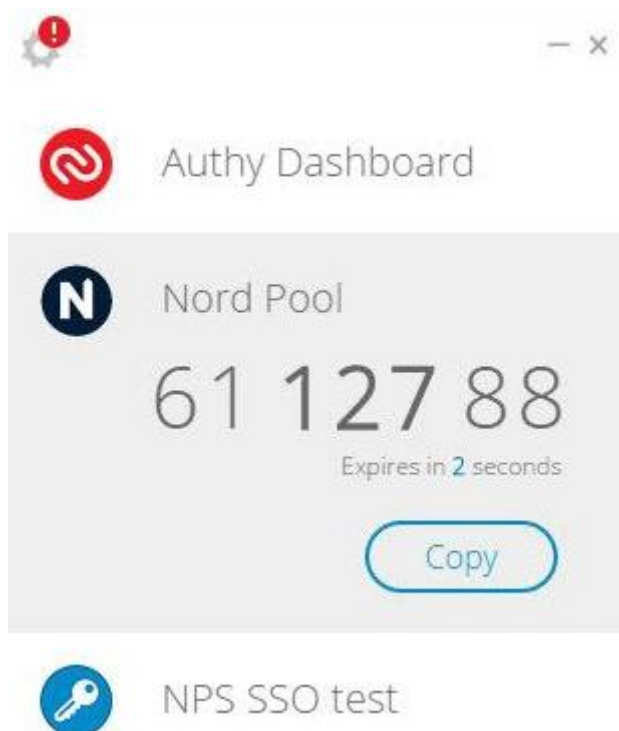 Authy Dashboard
Nord Pool
61 127 88
Expires in 2 seconds
Copy
NPS SSO test